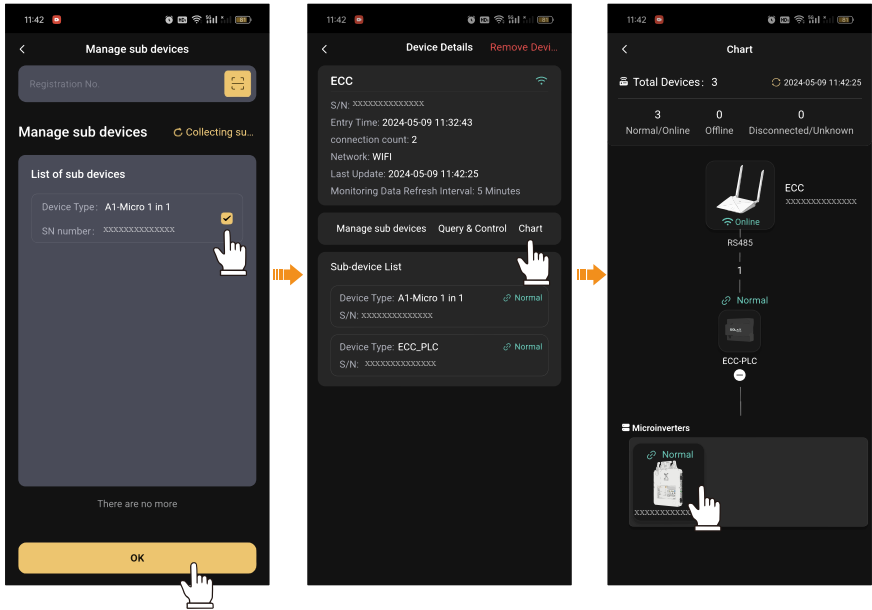 11:42
81
Manage sub devices
Registration No.
Manage sub devices
Collecting su...
List of sub devices
Device Type: A1-Micro 1 in 1
SN number: xxxxxxxxxxxxxx
There are no more
OK
11:42
81
Device Details
Remove Devi...
ECC
S/N: xxxxxxxxxxxxxx
Entry Time: 2024-05-09 11:32:43
connection count: 2
Network: WIFI
Last Update: 2024-05-09 11:42:25
Monitoring Data Refresh Interval: 5 Minutes
Manage sub devices Query & Control Chart
Sub-device List
Device Type: A1-Micro 1 in 1 Normal
S/N: xxxxxxxxxxxxxx
Device Type: ECC_PLC Normal
S/N: xxxxxxxxxxxxxx
11:42
81
Chart
Total Devices: 3
2024-05-09 11:42:25
3 0 0
Normal/Online Offline Disconnected/Unknown
ECC
xxxxxxxxxxxxxx
Online
RS485
1
Normal
ECC-PLC
Microinverters
Normal
xxxxxxxxxxx